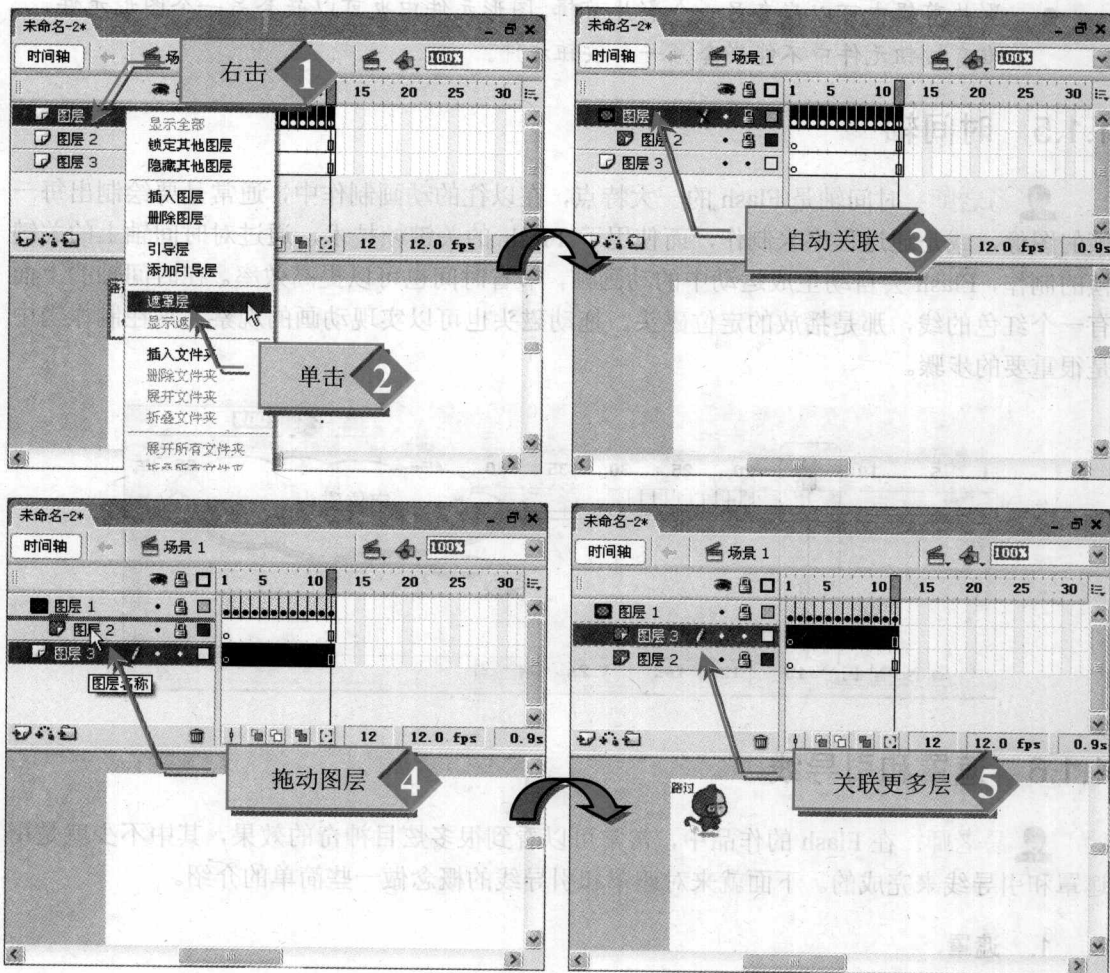 未命名-2*
时间轴
场
100%
右击 1
15 20 25 30
图层
图层 2
图层 3
显示全部
锁定其他图层
隐藏其他图层
插入图层
删除图层
引导层
添加引导层
遮罩层
显示遮
插入文件夹
删除文件夹
展开文件夹
折叠文件夹
展开所有文件夹
折叠所有文件夹
12 12.0 fps
单击 2
未命名-2*
时间轴
场景 1
100%
1 5 10 15 20 25 30
图层
图层 2
图层 3
12.0 fps 0.9s
自动关联 3
未命名-2*
时间轴
场景 1
100%
1 5 10 15 20 25 30
图层 1
图层 2
图层 3
图层名称
12 12.0 fps 0.9s
拖动图层 4
未命名-2*
时间轴
场景 1
100%
1 5 10 15 20 25 30
图层 1
图层 3
图层 2
12 12.0 fps 0.9s
路过
关联更多层 5